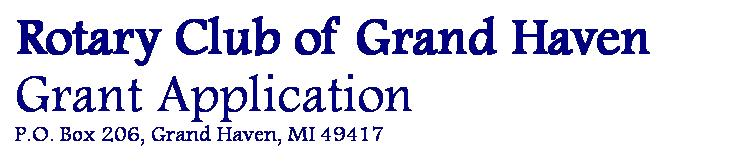 Rotary Club of Grand Haven
Grant Application
P.O. Box 206, Grand Haven, MI 49417